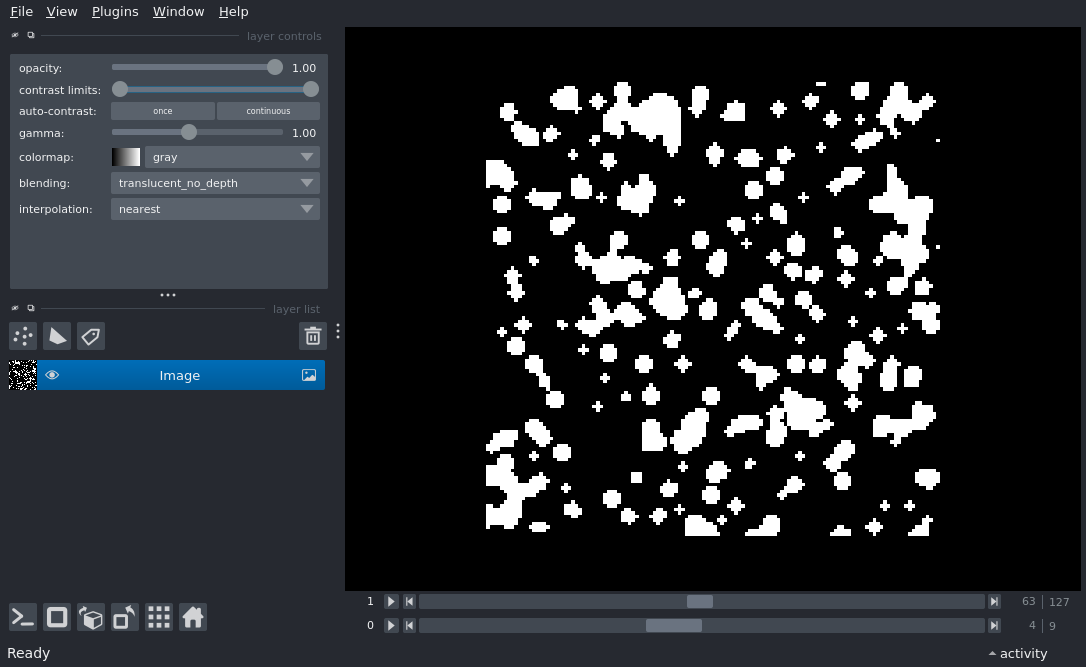 File View Plugins Window Help
layer controls
opacity: 1.00
contrast limits:
auto-contrast: once continuous
gamma: 1.00
colormap: gray
blending: translucent_no_depth
interpolation: nearest
layer list
Image
1 63 127
0 4 9
Ready activity